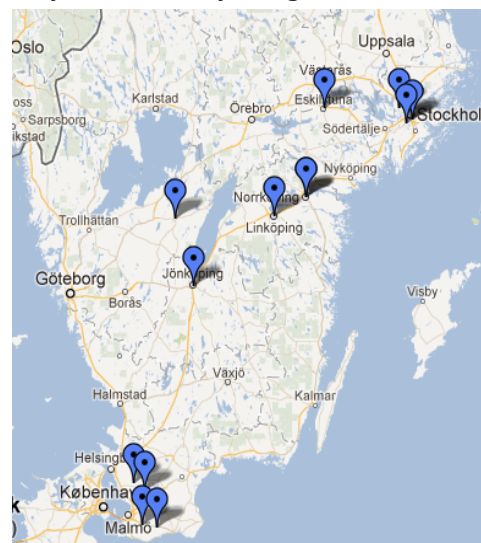 Oslo
Uppsala
Västerås
Karlstad
Örebro
Eskilstuna
Stockhol
Sarpsborg
Södertälje
Nyköping
Norrköping
Trollhättan
Linköping
Jönköping
Göteborg
Borås
Visby
Växjö
Halmstad
Kalmar
Helsingb
Københav
Malmö